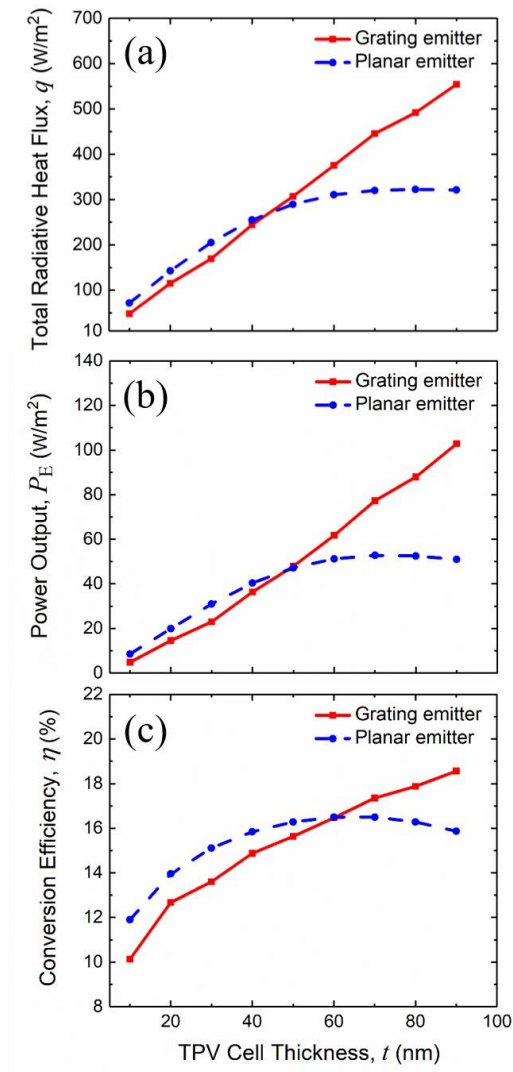 700
600
500
400
300
200
100
10
Total Radiative Heat Flux, q (W/m²)
(a)
Grating emitter
Planar emitter
140
120
100
80
60
40
20
0
Power Output, P_E (W/m²)
(b)
Grating emitter
Planar emitter
22
20
18
16
14
12
10
8
Conversion Efficiency, η (%)
(c)
Grating emitter
Planar emitter
20 40 60 80 100
TPV Cell Thickness, t (nm)